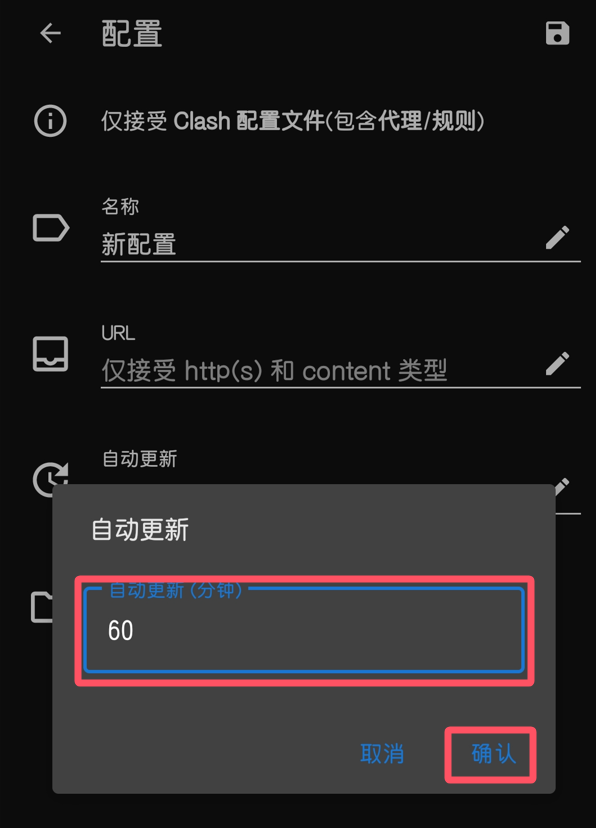 配置
仅接受 Clash 配置文件(包含代理/规则)
名称
新配置
URL
仅接受 http(s) 和 content 类型
自动更新
自动更新
自动更新 (分钟)
60
取消 确认